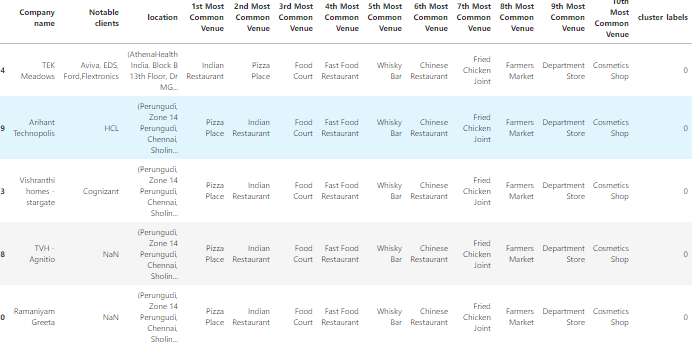 Company name Notable clients location 1st Most Common Venue 2nd Most Common Venue 3rd Most Common Venue 4th Most Common Venue 5th Most Common Venue 6th Most Common Venue 7th Most Common Venue 8th Most Common Venue 9th Most Common Venue 10th Most Common Venue cluster labels
4 TEK Meadows Aviva, EDS, Ford,Flextronics (AthenaHealth India, Block B 13th Floor, Dr MG... Indian Restaurant Pizza Place Food Court Fast Food Restaurant Whisky Bar Chinese Restaurant Fried Chicken Joint Farmers Market Department Store Cosmetics Shop 0
9 Arihant Technopolis HCL (Perungudi, Zone 14 Perungudi, Chennai, Sholin... Pizza Place Indian Restaurant Food Court Fast Food Restaurant Whisky Bar Chinese Restaurant Fried Chicken Joint Farmers Market Department Store Cosmetics Shop 0
3 Vishranthi homes - stargate Cognizant (Perungudi, Zone 14 Perungudi, Chennai, Sholin... Pizza Place Indian Restaurant Food Court Fast Food Restaurant Whisky Bar Chinese Restaurant Fried Chicken Joint Farmers Market Department Store Cosmetics Shop 0
8 TVH - Agnitio NaN (Perungudi, Zone 14 Perungudi, Chennai, Sholin... Pizza Place Indian Restaurant Food Court Fast Food Restaurant Whisky Bar Chinese Restaurant Fried Chicken Joint Farmers Market Department Store Cosmetics Shop 0
0 Ramaniyam Greeta NaN (Perungudi, Zone 14 Perungudi, Chennai, Sholin... Pizza Place Indian Restaurant Food Court Fast Food Restaurant Whisky Bar Chinese Restaurant Fried Chicken Joint Farmers Market Department Store Cosmetics Shop 0